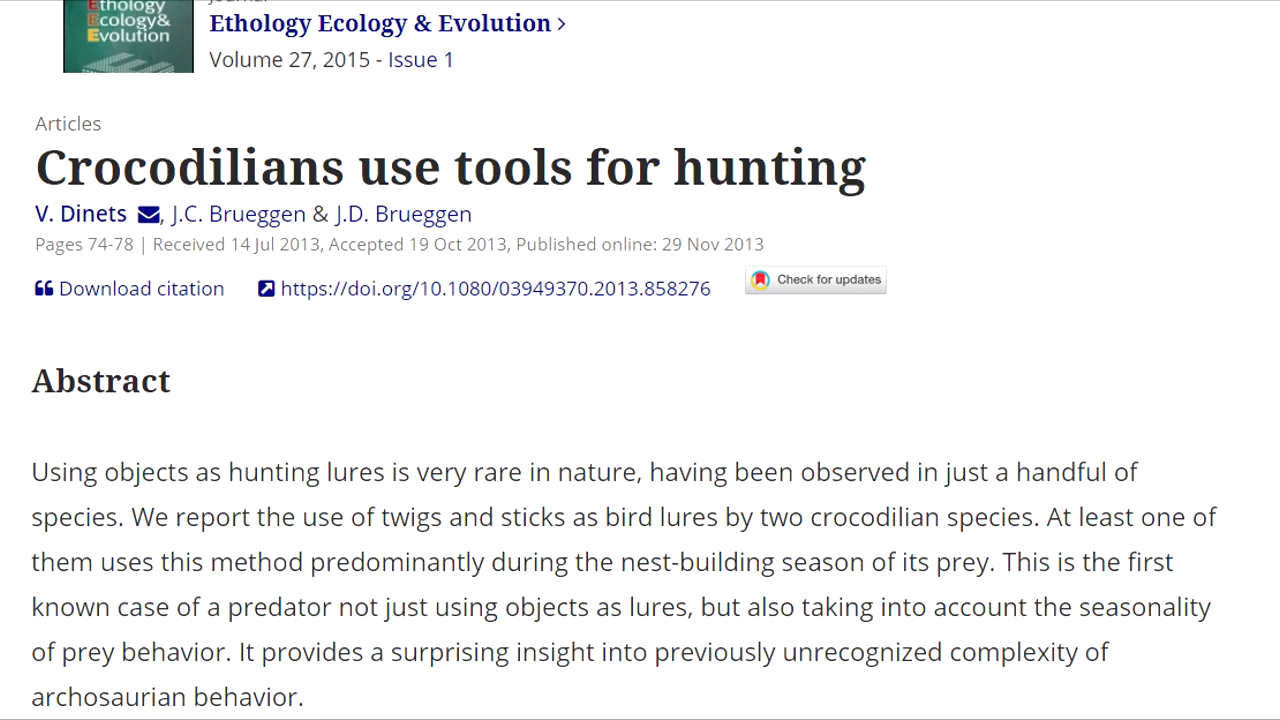 Journal
Ethology
Ecology&
Evolution
Ethology Ecology & Evolution >
Volume 27, 2015 - Issue 1
Articles
Crocodilians use tools for hunting
V. Dinets , J.C. Brueggen & J.D. Brueggen
Pages 74-78 | Received 14 Jul 2013, Accepted 19 Oct 2013, Published online: 29 Nov 2013
Download citation https://doi.org/10.1080/03949370.2013.858276 Check for updates
Abstract
Using objects as hunting lures is very rare in nature, having been observed in just a handful of
species. We report the use of twigs and sticks as bird lures by two crocodilian species. At least one of
them uses this method predominantly during the nest-building season of its prey. This is the first
known case of a predator not just using objects as lures, but also taking into account the seasonality
of prey behavior. It provides a surprising insight into previously unrecognized complexity of
archosaurian behavior.